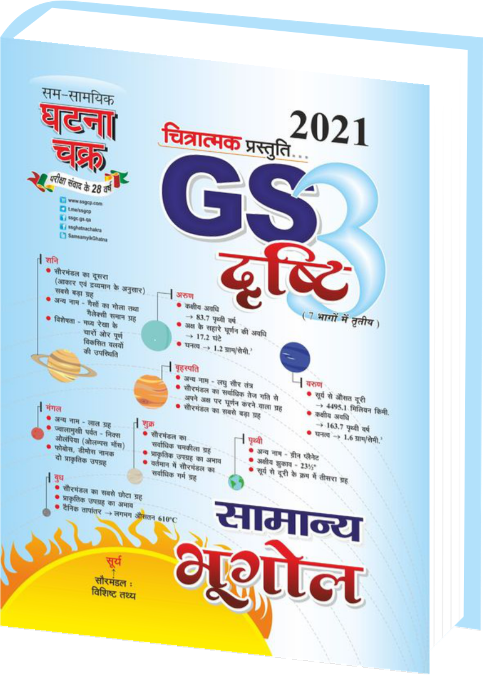 सम-सामयिक
घटना
चक्र
परीक्षा संवाद के 28 वर्ष
www.ssgcp.com
t.me/ssgcp
ssgc.gs.qa
ssghatnachakra
SamsamyikGhatna
2021
चित्रात्मक प्रस्तुति...
GS
3
दृष्टि
( 7 भागों में तृतीय )
शनि
सौरमंडल का दूसरा
(आकार एवं द्रव्यमान के अनुसार)
सबसे बड़ा ग्रह
अन्य नाम - गैसों का गोला तथा
गैलेक्सी समान ग्रह
विशेषता - मध्य रेखा के
चारों ओर पूर्ण
विकसित वलयों
की उपस्थिति
अरुण
कक्षीय अवधि
→ 83.7 पृथ्वी वर्ष
अक्ष के सहारे घूर्णन की अवधि
→ 17.2 घंटे
घनत्व → 1.2 ग्राम/सेमी.³
वरुण
सूर्य से औसत दूरी
→ 4495.1 मिलियन किमी.
कक्षीय अवधि
→ 163.7 पृथ्वी वर्ष
घनत्व → 1.6 ग्राम/सेमी.³
बृहस्पति
अन्य नाम - लघु सौर तंत्र
सौरमंडल का सर्वाधिक तेज गति से
अपने अक्ष पर घूर्णन करने वाला ग्रह
सौरमंडल का सबसे बड़ा ग्रह
मंगल
अन्य नाम - लाल ग्रह
ज्वालामुखी पर्वत - निक्स
ओलंपिया (ओलम्पस मॉंस)
फोबोस, डीमोस नामक
दो प्राकृतिक उपग्रह
शुक्र
सौरमंडल का
सर्वाधिक चमकीला ग्रह
प्राकृतिक उपग्रह का अभाव
वर्तमान में सौरमंडल का
सर्वाधिक गर्म ग्रह
पृथ्वी
अन्य नाम - ग्रीन प्लैनेट
अक्षीय झुकाव - 23½°
सूर्य से दूरी के क्रम में तीसरा ग्रह
बुध
सौरमंडल का सबसे छोटा ग्रह
प्राकृतिक उपग्रह का अभाव
दैनिक तापांतर → लगभग औसतन 610°C
सूर्य
सौरमंडल :
विशिष्ट तथ्य
सामान्य
भूगोल